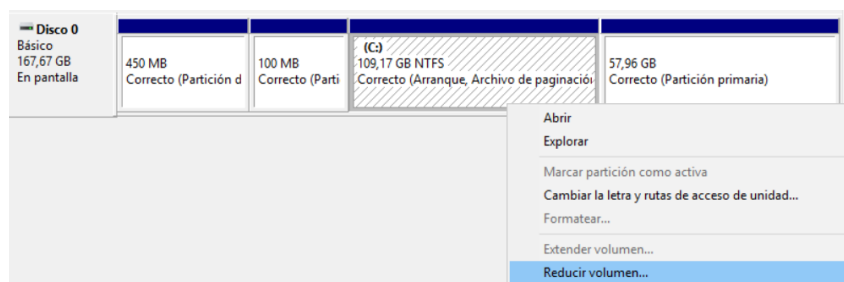 Disco 0
Básico
167,67 GB
En pantalla
450 MB
Correcto (Partición d
100 MB
Correcto (Parti
(C:)
109,17 GB NTFS
Correcto (Arranque, Archivo de paginación
57,96 GB
Correcto (Partición primaria)
Abrir
Explorar
Marcar partición como activa
Cambiar la letra y rutas de acceso de unidad...
Formatear...
Extender volumen...
Reducir volumen...